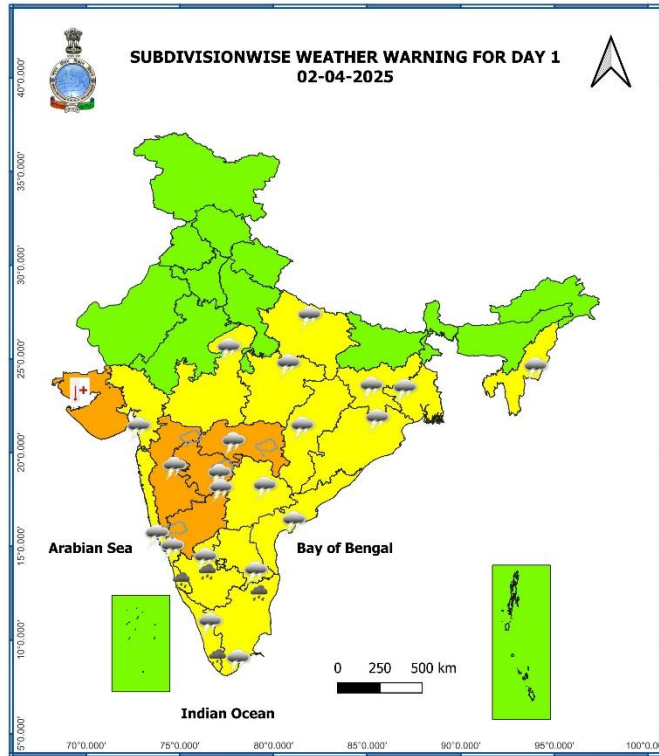 SUBDIVISIONWISE WEATHER WARNING FOR DAY 1
02-04-2025
40°0.000'
35°0.000'
30°0.000'
25°0.000'
20°0.000'
15°0.000'
10°0.000'
5°0.000'
Arabian Sea
Bay of Bengal
0 250 500 km
Indian Ocean
70°0.000' 75°0.000' 80°0.000' 85°0.000' 90°0.000' 95°0.000' 100°0.000'